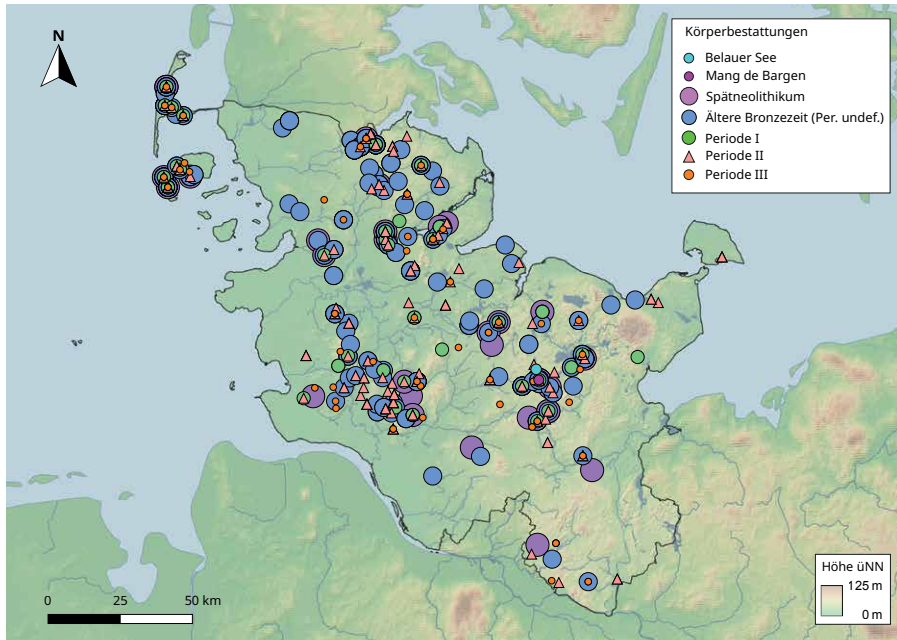 N
Körperbestattungen
Belauer See
Mang de Bargen
Spätneolithikum
Ältere Bronzezeit (Per. undef.)
Periode I
Periode II
Periode III
Höhe üNN
125 m
0 m
0 25 50 km